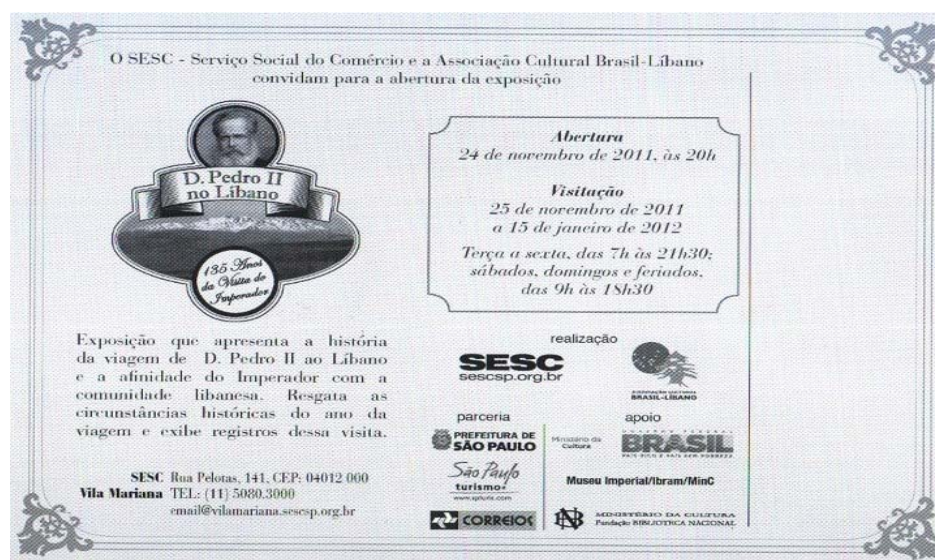 O SESC - Serviço Social do Comércio e a Associação Cultural Brasil-Líbano
convidam para a abertura da exposição
D. Pedro II
no Líbano
135 Anos
da Visita do
Imperador
Abertura
24 de novembro de 2011, às 20h
Visitação
25 de novembro de 2011
a 15 de janeiro de 2012
Terça a sexta, das 7h às 21h30;
sábados, domingos e feriados,
das 9h às 18h30
Exposição que apresenta a história
da viagem de D. Pedro II ao Líbano
e a afinidade do Imperador com a
comunidade libanesa. Resgata as
circunstâncias históricas do ano da
viagem e exibe registros dessa visita.
SESC Rua Pelotas, 141, CEP: 04012 000
Vila Mariana TEL: (11) 5080.3000
email@vilamariana.sescsp.org.br
realização
SESC
sescsp.org.br
ASSOCIAÇÃO CULTURAL
BRASIL-LÍBANO
parceria
PREFEITURA DE
SÃO PAULO
São Paulo
turismo
www.spturis.com
CORREIOS
apoio
Ministério da
Cultura
GOVERNO FEDERAL
BRASIL
PAÍS RICO É PAÍS SEM POBREZA
Museu Imperial/Ibram/MinC
BN
MINISTÉRIO DA CULTURA
Fundação BIBLIOTECA NACIONAL